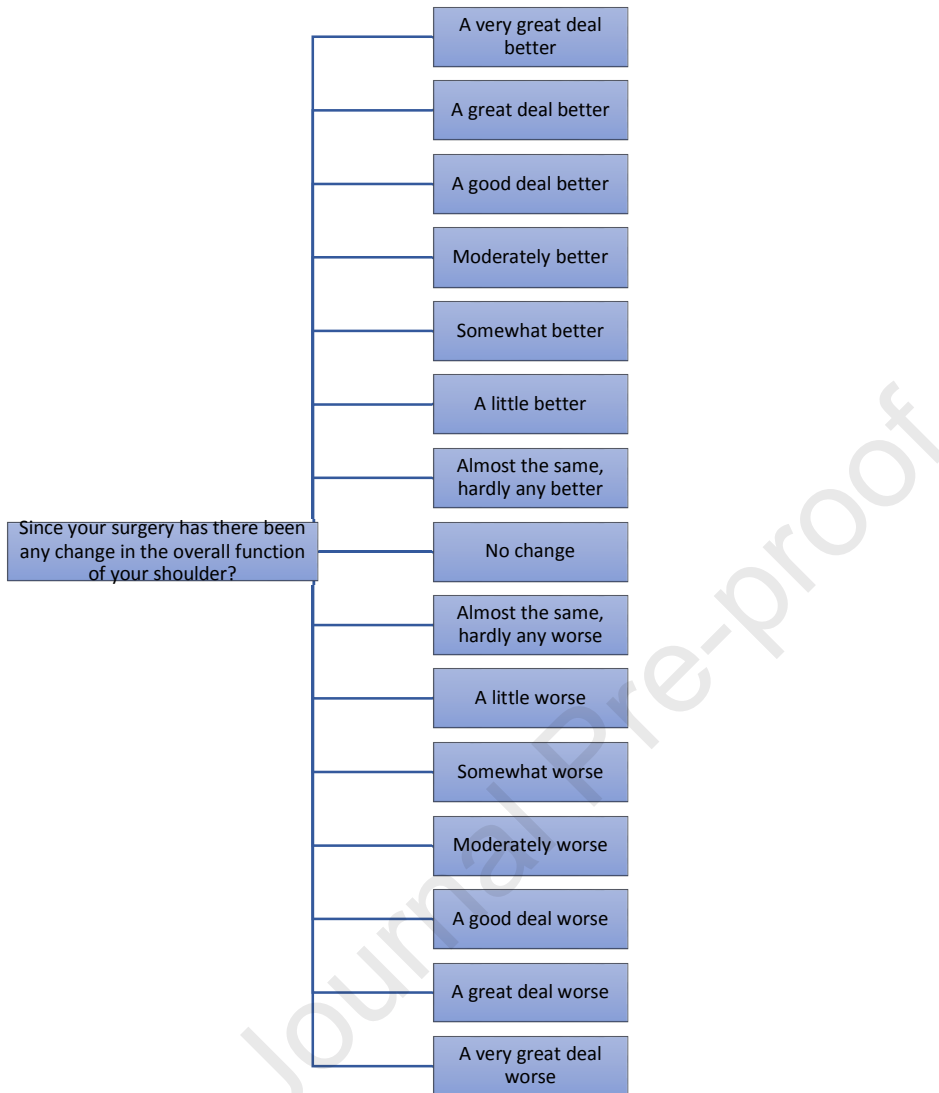 A very great deal
better
A great deal better
A good deal better
Moderately better
Somewhat better
A little better
Almost the same,
hardly any better
Since your surgery has there been
any change in the overall function
of your shoulder?
No change
Almost the same,
hardly any worse
A little worse
Somewhat worse
Moderately worse
A good deal worse
A great deal worse
A very great deal
worse
Journal Pre-proof